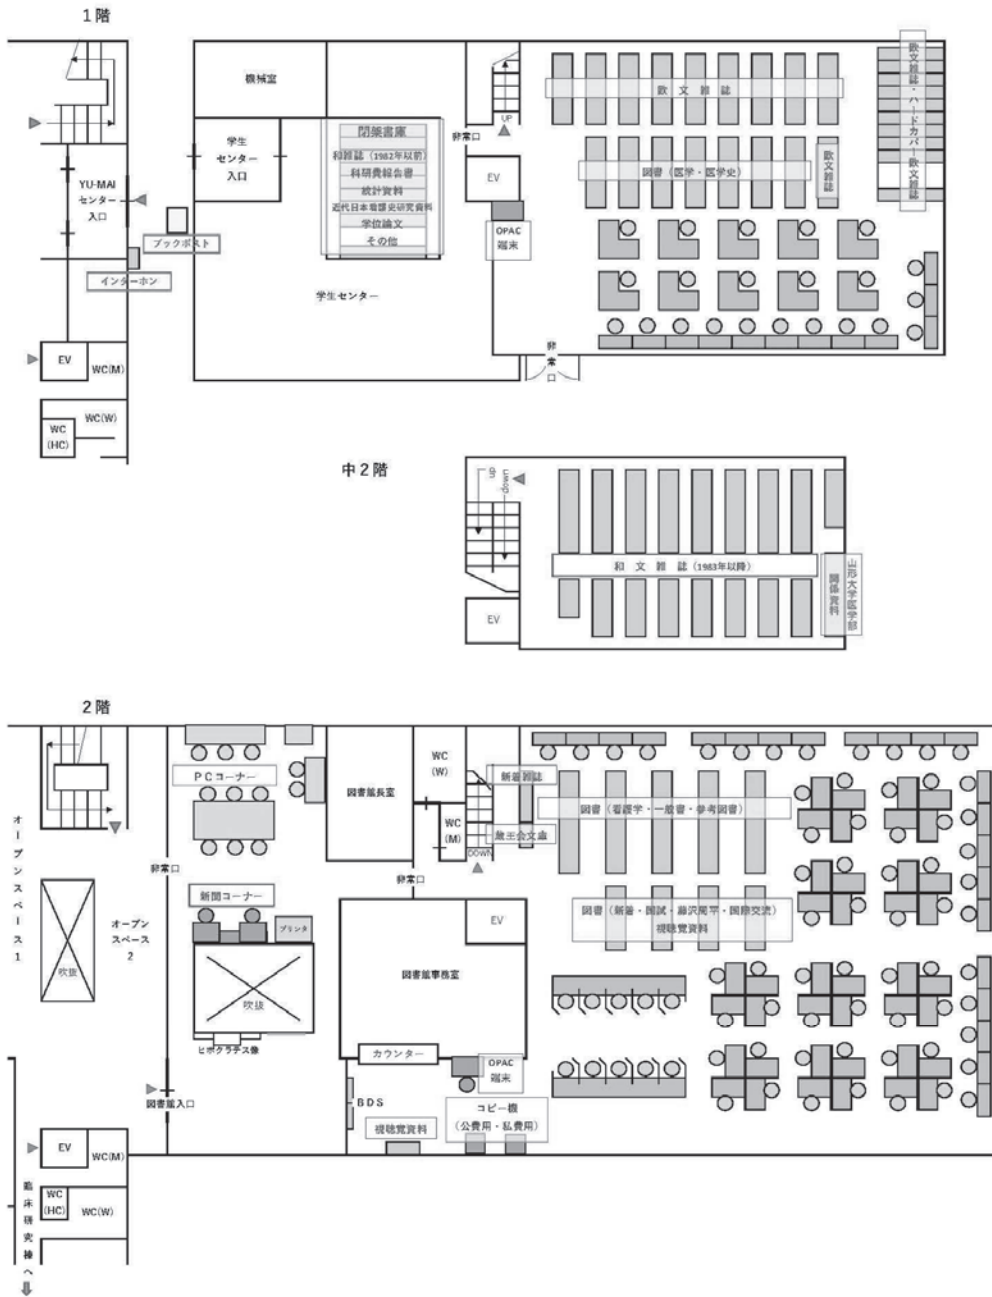 1階
機械室
学生
センター
入口
閉架書庫
和雑誌（1982年以前）
科研費報告書
統計資料
近代日本看護史研究資料
学位論文
その他
非常口
UP
EV
OPAC
端末
欧文雑誌
図書（医学・医学史）
欧文雑誌
欧文雑誌・ハードカバー欧文雑誌
YU-MAI
センター
入口
ブックポスト
インターホン
学生センター
非常口
EV
WC(M)
WC(W)
WC
(HC)
中2階
up
down
和文雑誌（1983年以降）
山形大学医学部
関係資料
EV
2階
PCコーナー
図書館長室
WC
(W)
WC
(M)
DOWN
新着雑誌
蔵王会文庫
図書（看護学・一般書・参考図書）
オープンスペース1
オープン
スペース
2
吹抜
非常口
非常口
新聞コーナー
プリンタ
吹抜
ヒポクラテス像
EV
図書館事務室
カウンター
図書（新着・国試・藤沢周平・国際交流）
視聴覚資料
OPAC
端末
図書館入口
BDS
視聴覚資料
コピー機
（公費用・私費用）
EV
WC(M)
WC
(HC)
WC(W)
臨床研究棟へ